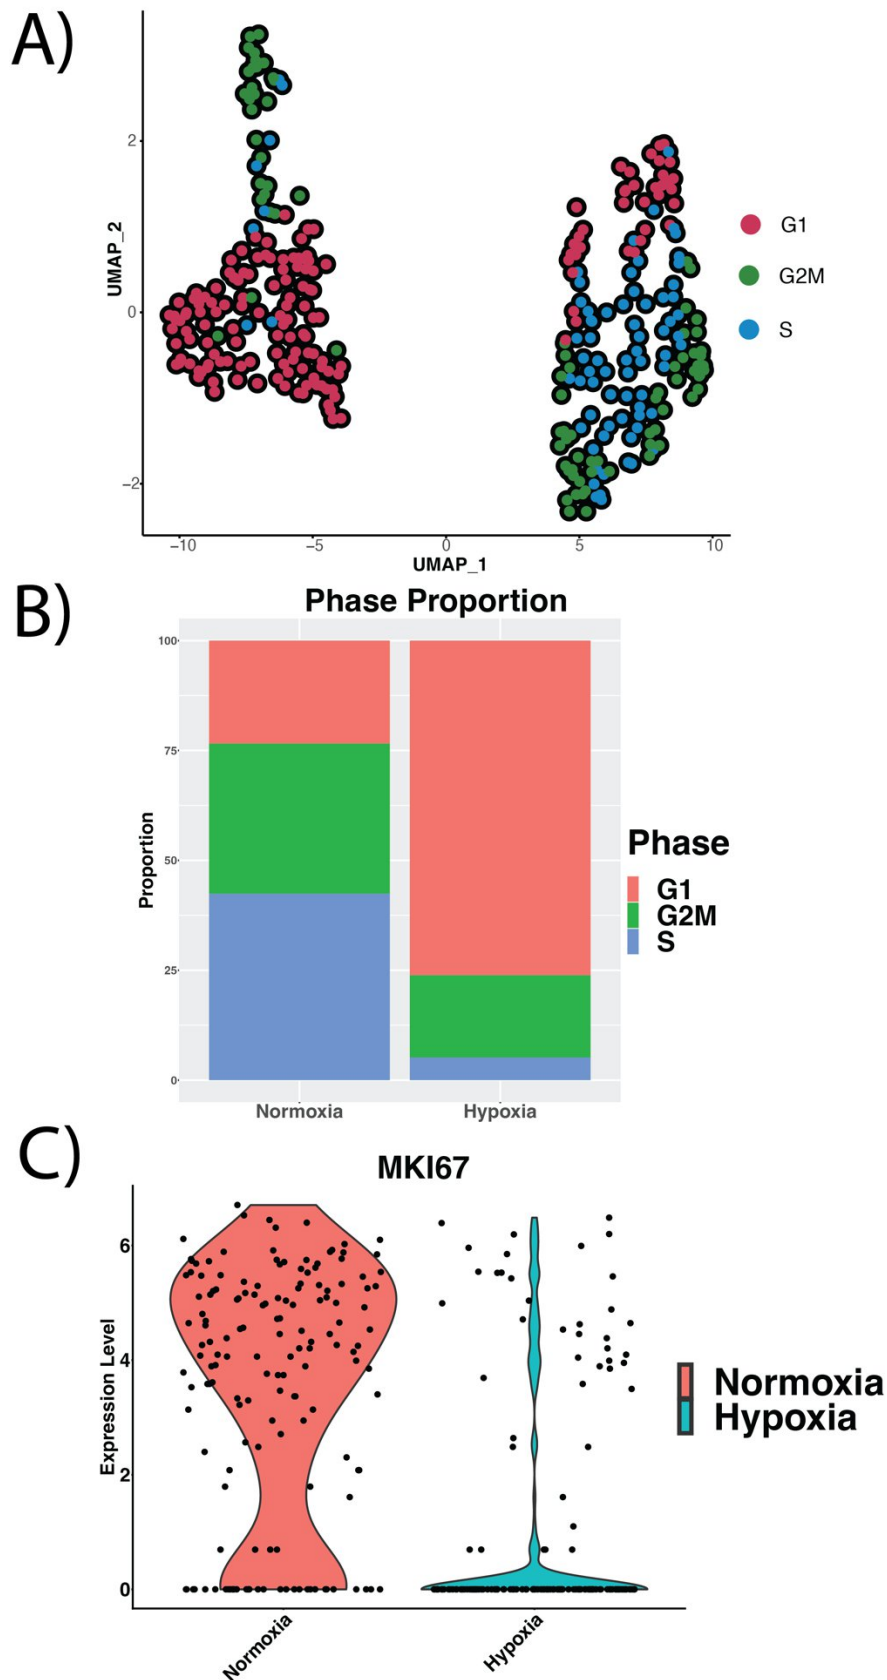 A)
UMAP_2
2
0
−2
−10
−5
0
5
10
UMAP_1
G1
G2M
S
B)
Phase Proportion
Proportion
100
75
50
25
0
Normoxia
Hypoxia
Phase
G1
G2M
S
C)
MKI67
Expression Level
6
4
2
0
Normoxia
Hypoxia
Normoxia
Hypoxia